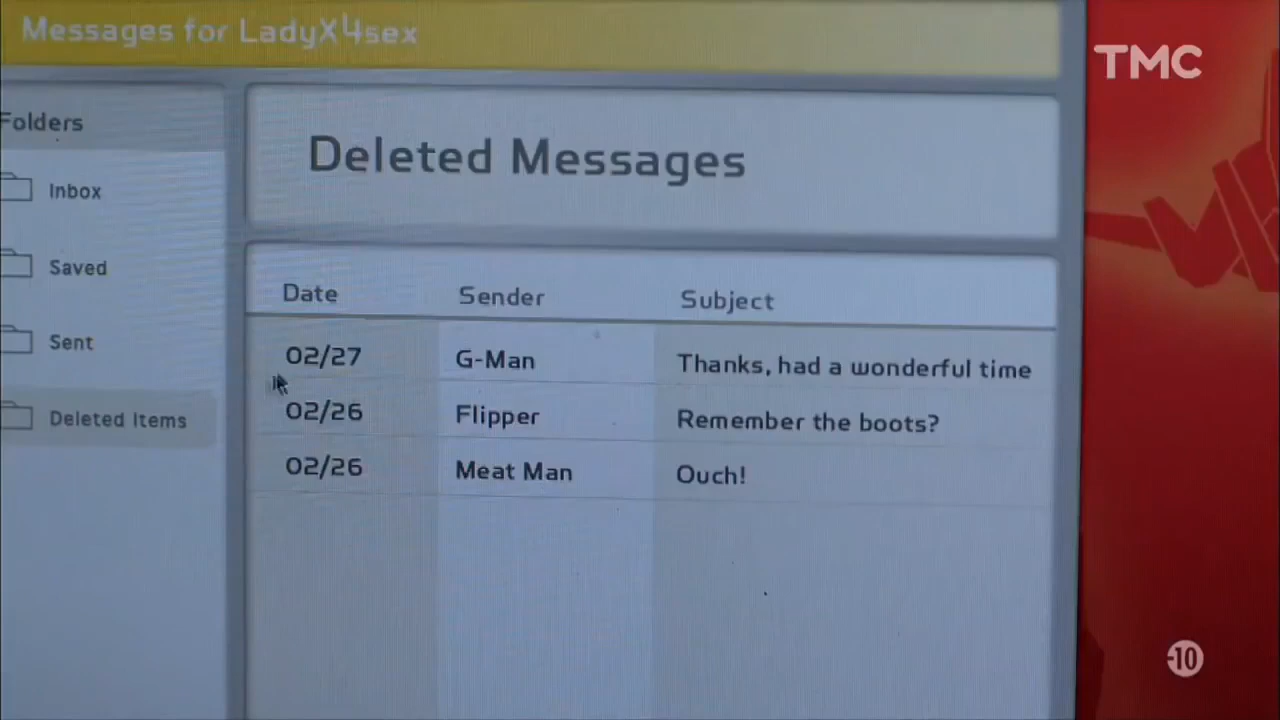 Messages for LadyX4sex
TMC
Folders
Inbox
Saved
Sent
Deleted Items
Deleted Messages
Date Sender Subject
02/27 G-Man Thanks, had a wonderful time
02/26 Flipper Remember the boots?
02/26 Meat Man Ouch!
-10